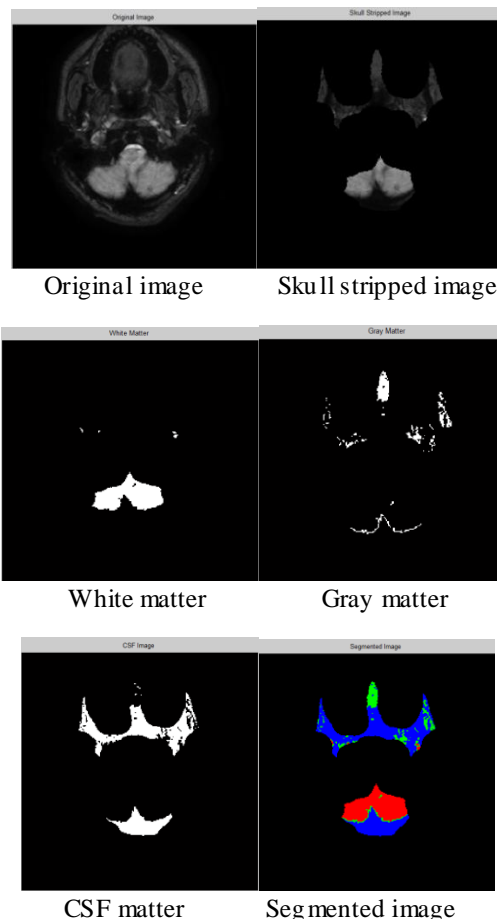 Original Image
Skull Stripped Image
Original image
Skull stripped image
White Matter
Gray Matter
White matter
Gray matter
CSF Image
Segmented Image
CSF matter
Segmented image